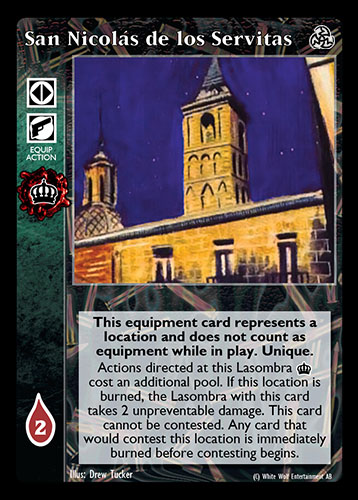 San Nicolás de los Servitas
EQUIP
ACTION
This equipment card represents a
location and does not count as
equipment while in play. Unique.
Actions directed at this Lasombra
cost an additional pool. If this location is
burned, the Lasombra with this card
takes 2 unpreventable damage. This card
cannot be contested. Any card that
would contest this location is immediately
burned before contesting begins.
2
Illus: Drew Tucker
(C) White Wolf Entertainment AB